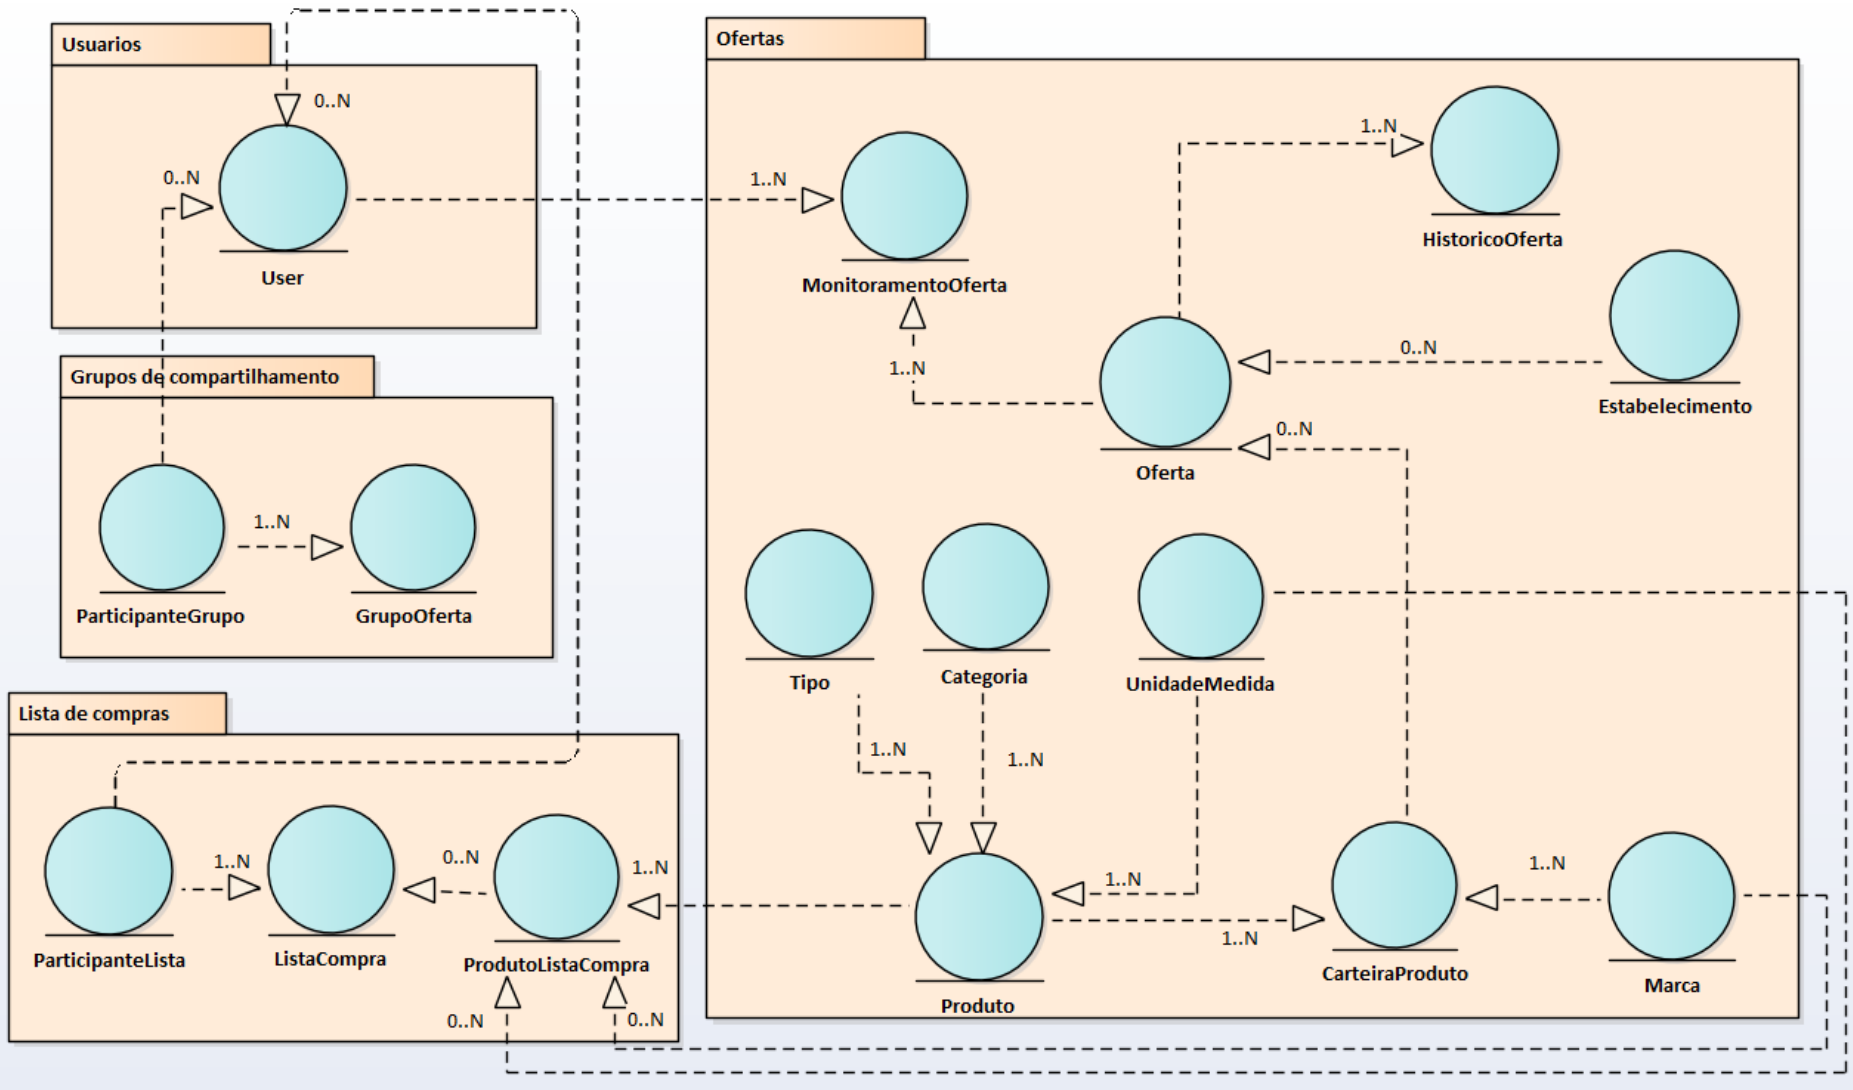 Usuarios
0..N
0..N
User
Grupos de compartilhamento
1..N
ParticipanteGrupo
GrupoOferta
Lista de compras
1..N
0..N
1..N
ParticipanteLista
ListaCompra
ProdutoListaCompra
0..N
0..N
Ofertas
1..N
1..N
HistoricoOferta
MonitoramentoOferta
1..N
0..N
Estabelecimento
0..N
Oferta
Tipo
Categoria
UnidadeMedida
1..N
1..N
1..N
1..N
1..N
CarteiraProduto
Marca
Produto